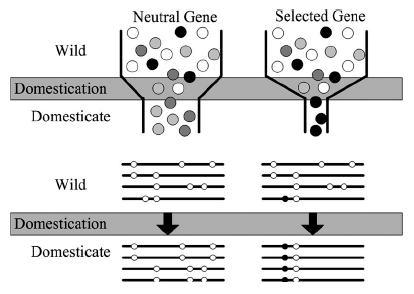 Neutral Gene Selected Gene
Wild
Domestication
Domesticate
Wild
Domestication
Domesticate